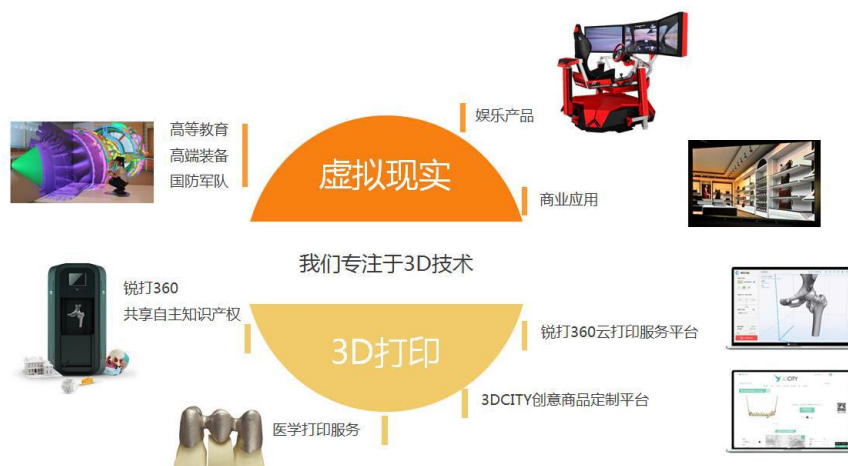 娱乐产品
高等教育
高端装备
国防军队
虚拟现实
商业应用
我们专注于3D技术
锐打360
共享自主知识产权
3D打印
锐打360云打印服务平台
3DCITY创意商品定制平台
医学打印服务